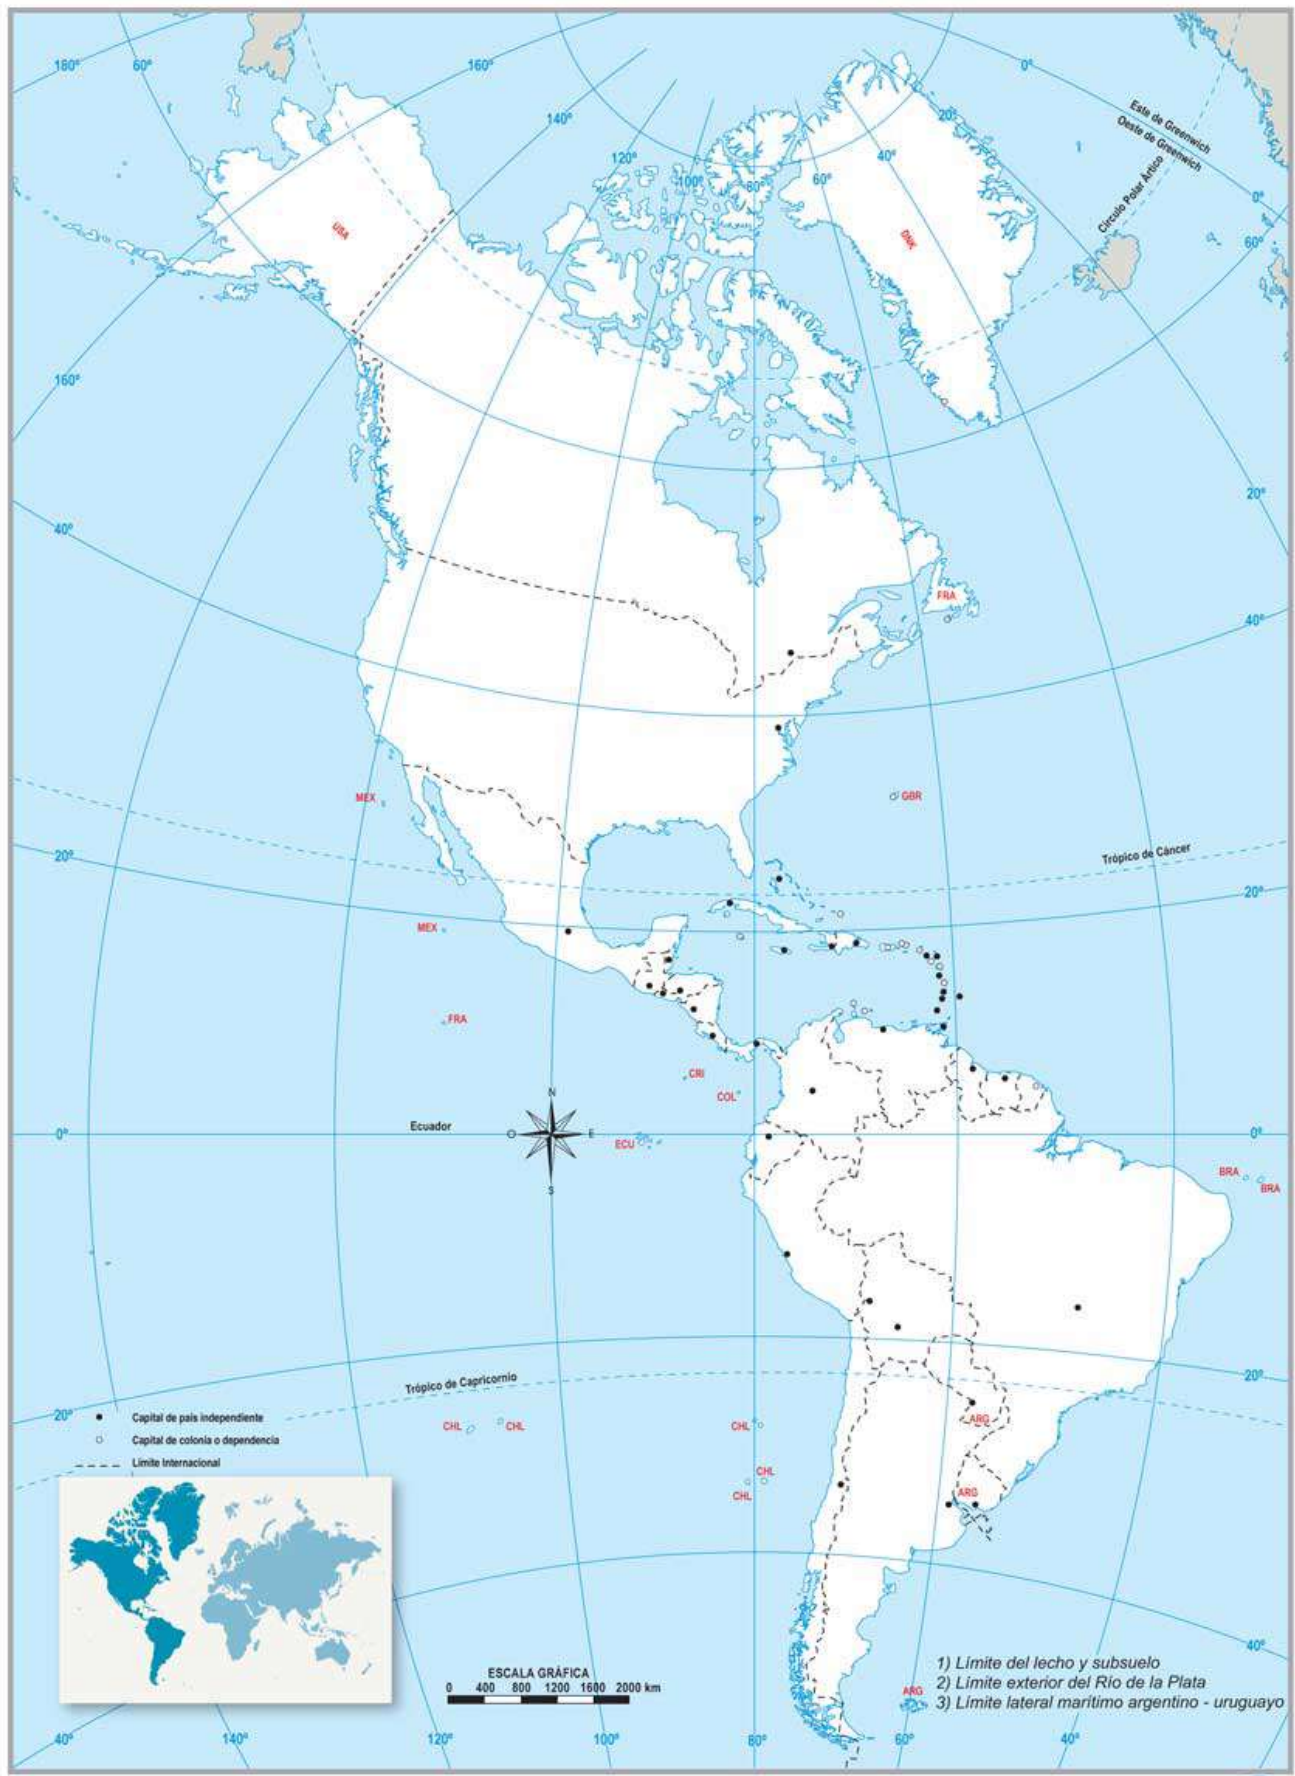 180°
60°
160°
0°
140°
20°
Este de Greenwich
Oeste de Greenwich
120°
100°
80°
60°
40°
Círculo Polar Ártico
0°
60°
USA
DNK
160°
20°
40°
FRA
40°
MEX
GBR
Trópico de Cáncer
20°
20°
MEX
FRA
CRI
COL
N
Ecuador
O
E
S
0°
ECU
0°
BRA
BRA
Trópico de Capricornio
20°
20°
CHL
CHL
CHL
ARG
Capital de país independiente
Capital de colonia o dependencia
Límite Internacional
CHL
CHL
ARG
40°
ESCALA GRÁFICA
0 400 800 1200 1600 2000 km
ARG
1) Límite del lecho y subsuelo
2) Límite exterior del Río de la Plata
3) Límite lateral marítimo argentino - uruguayo
40°
140°
120°
100°
80°
60°
40°